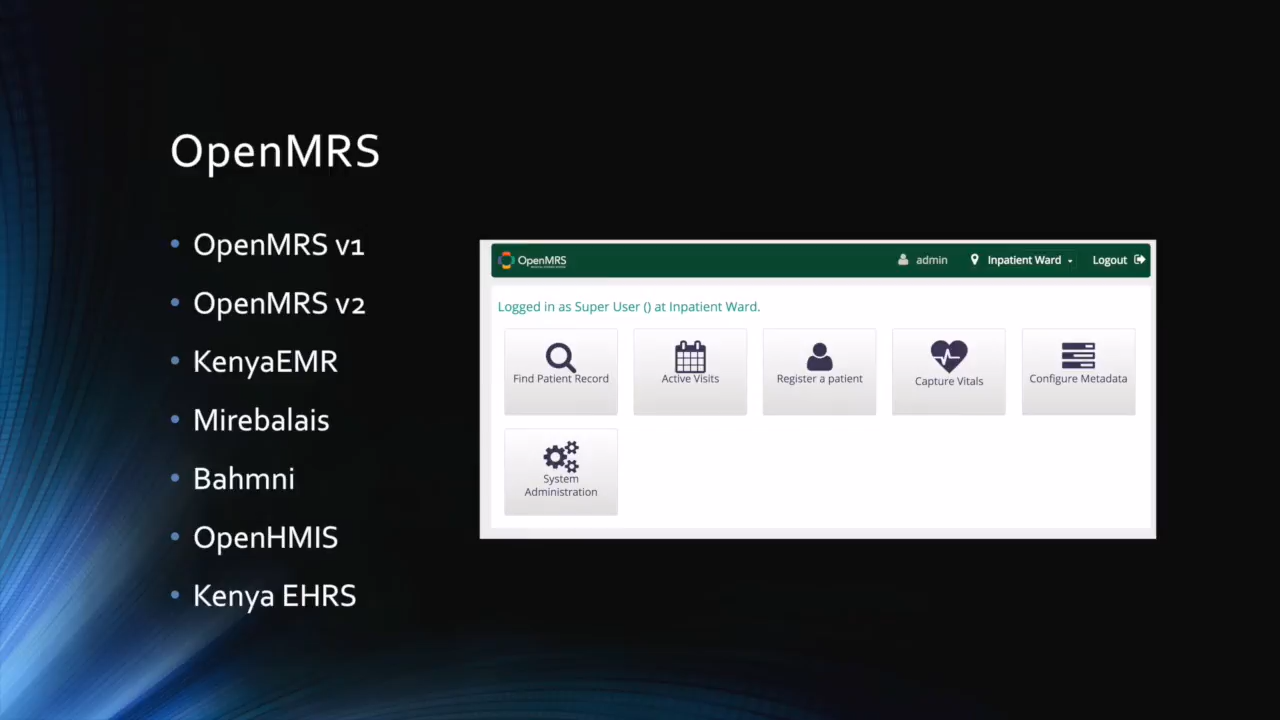 OpenMRS
OpenMRS v1
OpenMRS v2
KenyaEMR
Mirebalais
Bahmni
OpenHMIS
Kenya EHRS
OpenMRS
admin
Inpatient Ward
Logout
Logged in as Super User () at Inpatient Ward.
Find Patient Record
Active Visits
Register a patient
Capture Vitals
Configure Metadata
System
Administration